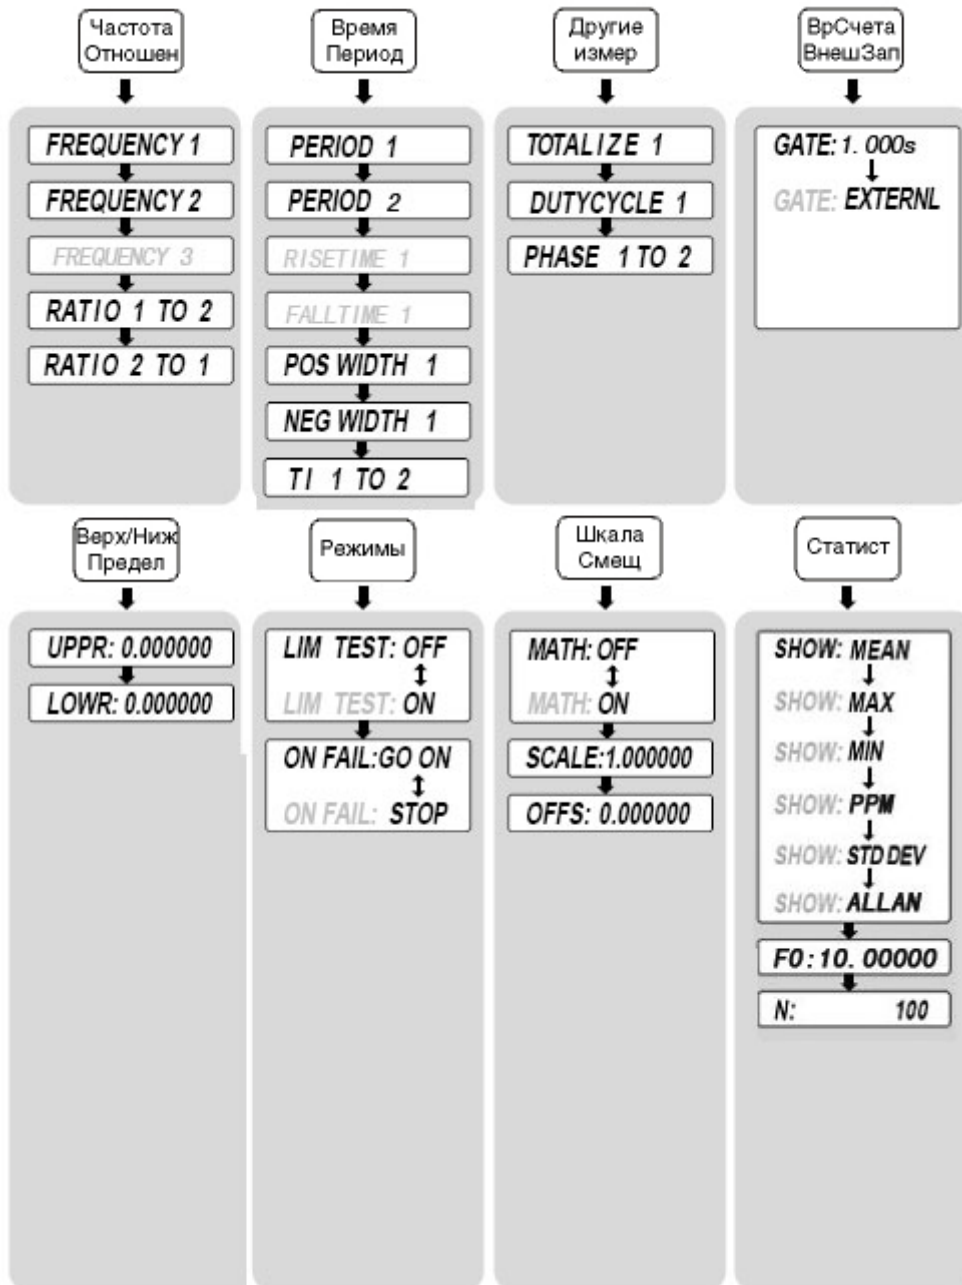 Частота
Отношен
FREQUENCY 1
FREQUENCY 2
FREQUENCY 3
RATIO 1 TO 2
RATIO 2 TO 1
Время
Период
PERIOD 1
PERIOD 2
RISETIME 1
FALLTIME 1
POS WIDTH 1
NEG WIDTH 1
TI 1 TO 2
Другие
измер
TOTALIZE 1
DUTYCYCLE 1
PHASE 1 TO 2
ВрСчета
ВнешЗап
GATE: 1. 000s
GATE: EXTERNL
Верх/Ниж
Предел
UPPR: 0.000000
LOWR: 0.000000
Режимы
LIM TEST: OFF
LIM TEST: ON
ON FAIL:GO ON
ON FAIL: STOP
Шкала
Смещ
MATH: OFF
MATH: ON
SCALE:1.000000
OFFS: 0.000000
Статист
SHOW: MEAN
SHOW: MAX
SHOW: MIN
SHOW: PPM
SHOW: STD DEV
SHOW: ALLAN
F0:10. 00000
N: 100